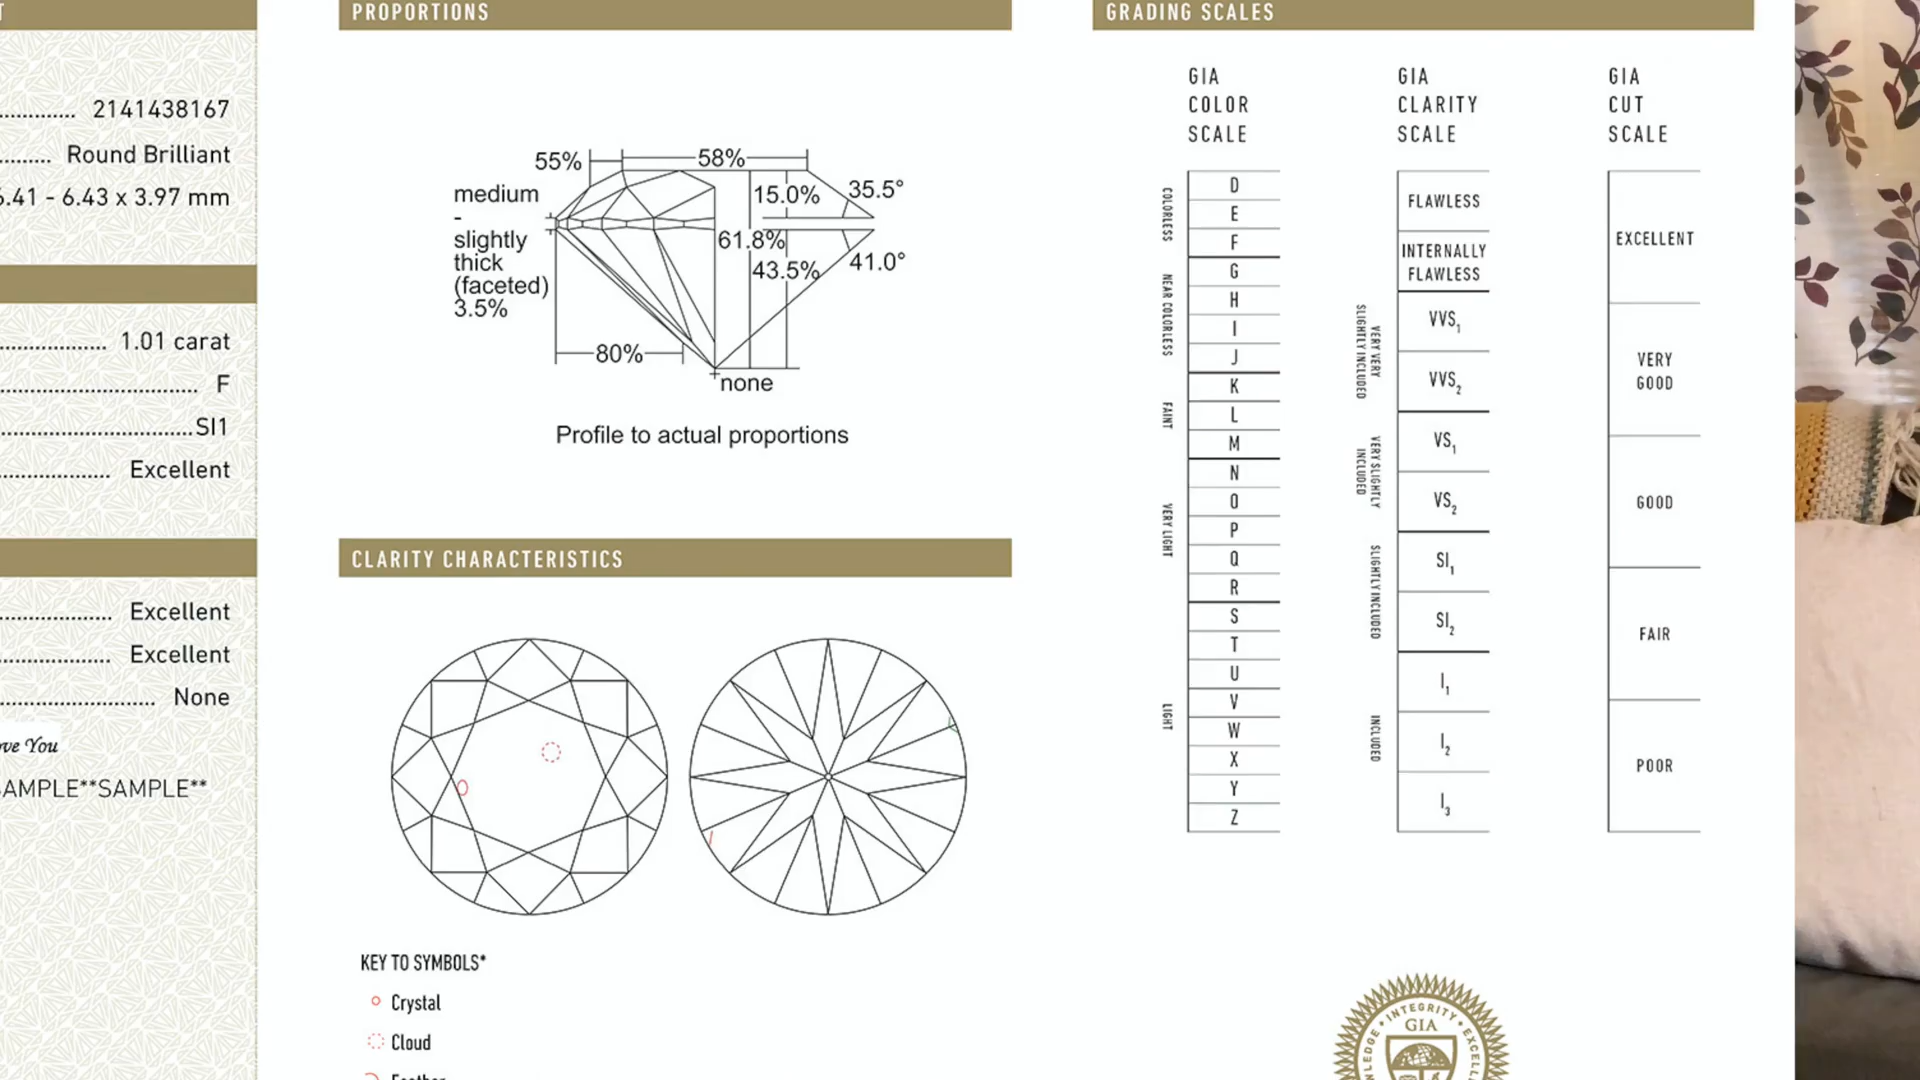 T
2141438167
Round Brilliant
6.41 - 6.43 x 3.97 mm
1.01 carat
F
SI1
Excellent
Excellent
Excellent
None
ove You
SAMPLE**SAMPLE**
PROPORTIONS
55%
58%
medium
-
slightly
thick
(faceted)
3.5%
15.0%
35.5°
61.8%
43.5%
41.0°
80%
none
Profile to actual proportions
CLARITY CHARACTERISTICS
KEY TO SYMBOLS*
Crystal
Cloud
Feather
GRADING SCALES
GIA
COLOR
SCALE
COLORLESS
D
E
F
NEAR COLORLESS
G
H
I
J
FAINT
K
L
M
VERY LIGHT
N
O
P
Q
R
LIGHT
S
T
U
V
W
X
Y
Z
GIA
CLARITY
SCALE
FLAWLESS
INTERNALLY
FLAWLESS
VERY VERY
SLIGHTLY INCLUDED
VVS₁
VVS₂
VERY SLIGHTLY
INCLUDED
VS₁
VS₂
SLIGHTLY INCLUDED
SI₁
SI₂
INCLUDED
I₁
I₂
I₃
GIA
CUT
SCALE
EXCELLENT
VERY
GOOD
GOOD
FAIR
POOR
INTEGRITY
GIA